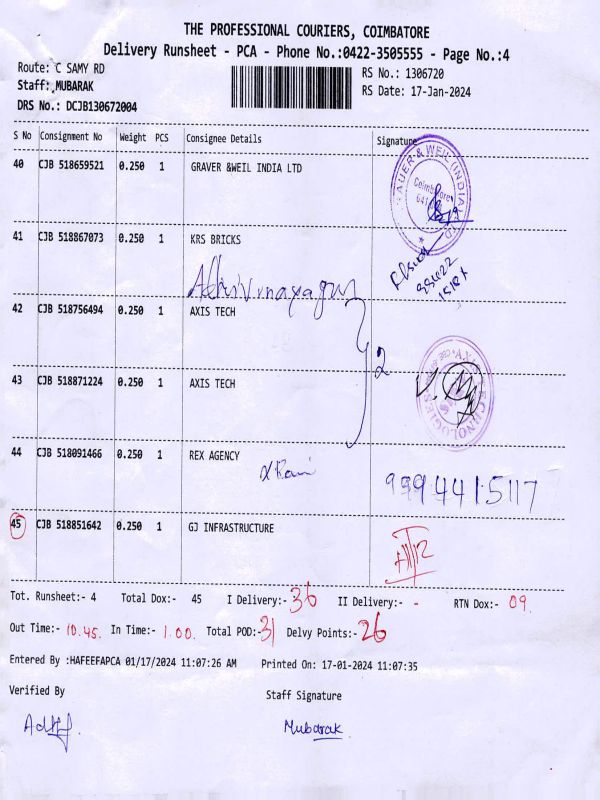 THE PROFESSIONAL COURIERS, COIMBATORE
Delivery Runsheet - PCA - Phone No.:0422-3505555 - Page No.:4
Route: C SAMY RD
RS No.: 1306720
Staff: MUBARAK
RS Date: 17-Jan-2024
DRS No.: DCJB130672004
S No Consignment No Weight PCS Consignee Details Signature
40 CJB 518659521 0.250 1 GRAVER &WEIL INDIA LTD
41 CJB 518867073 0.250 1 KRS BRICKS
42 CJB 518756494 0.250 1 AXIS TECH
2
43 CJB 518871224 0.250 1 AXIS TECH
44 CJB 518091466 0.250 1 REX AGENCY
9994415117
45 CJB 518851642 0.250 1 GJ INFRASTRUCTURE
Tot. Runsheet:- 4 Total Dox:- 45 I Delivery:- 36 II Delivery:- - RTN Dox:- 09.
Out Time:- 10.45. In Time:- 1.00. Total POD:- 31 Delvy Points:- 26
Entered By :HAFEEFAPCA 01/17/2024 11:07:26 AM Printed On: 17-01-2024 11:07:35
Verified By Staff Signature
Mubarak